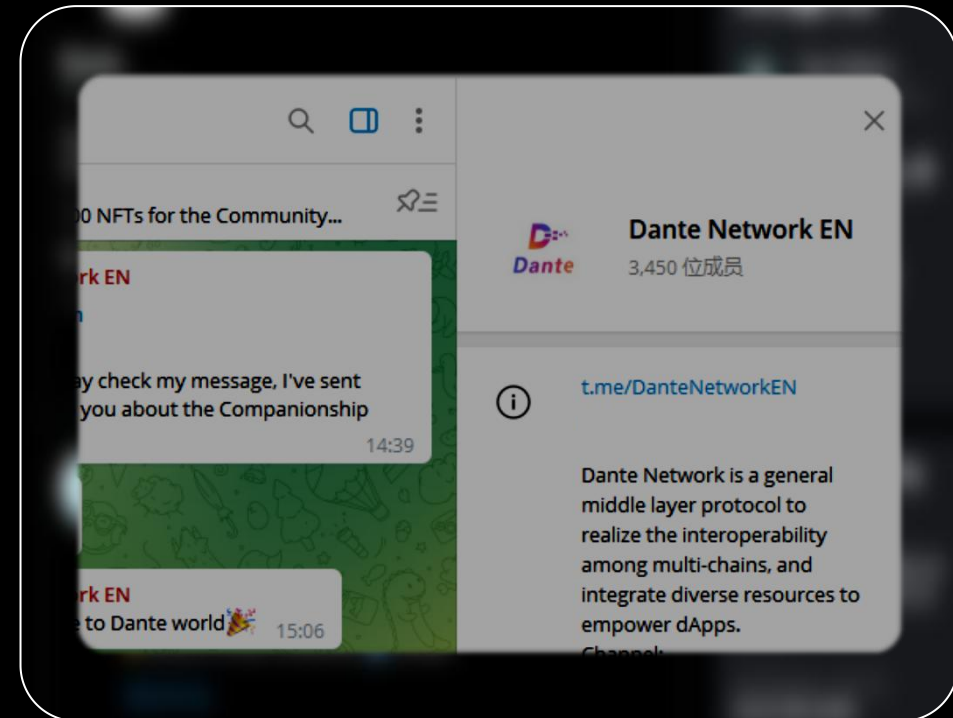 00 NFTs for the Community...
rk EN
ay check my message, I've sent
you about the Companionship
14:39
rk EN
to Dante world🎉 15:06
Dante
Dante Network EN
3,450 位成员
t.me/DanteNetworkEN
Dante Network is a general
middle layer protocol to
realize the interoperability
among multi-chains, and
integrate diverse resources to
empower dApps.
Channel: